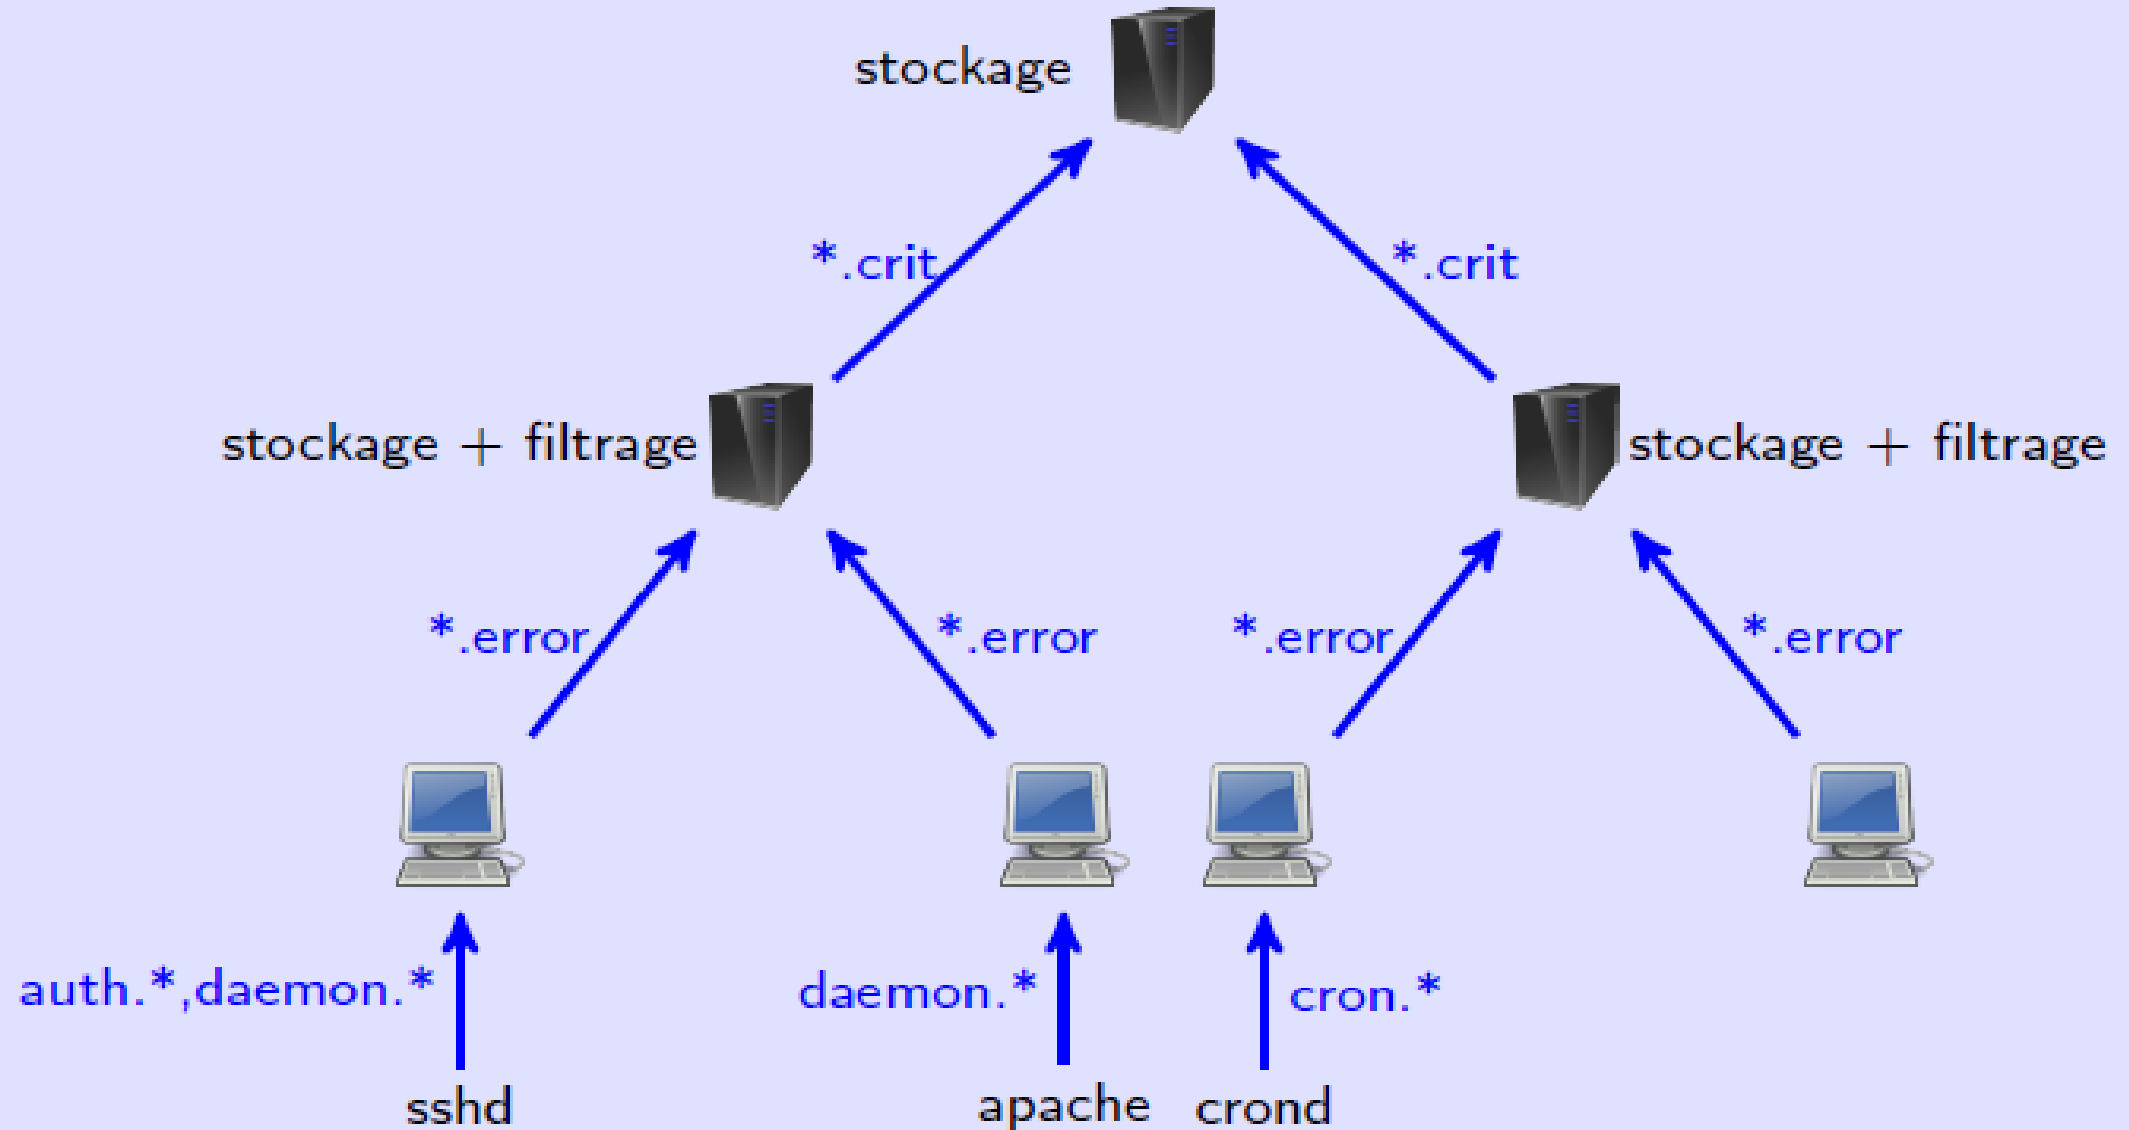 stockage
*.crit
*.crit
stockage + filtrage
stockage + filtrage
*.error
*.error
*.error
*.error
auth.*,daemon.*
daemon.*
cron.*
sshd
apache
crond